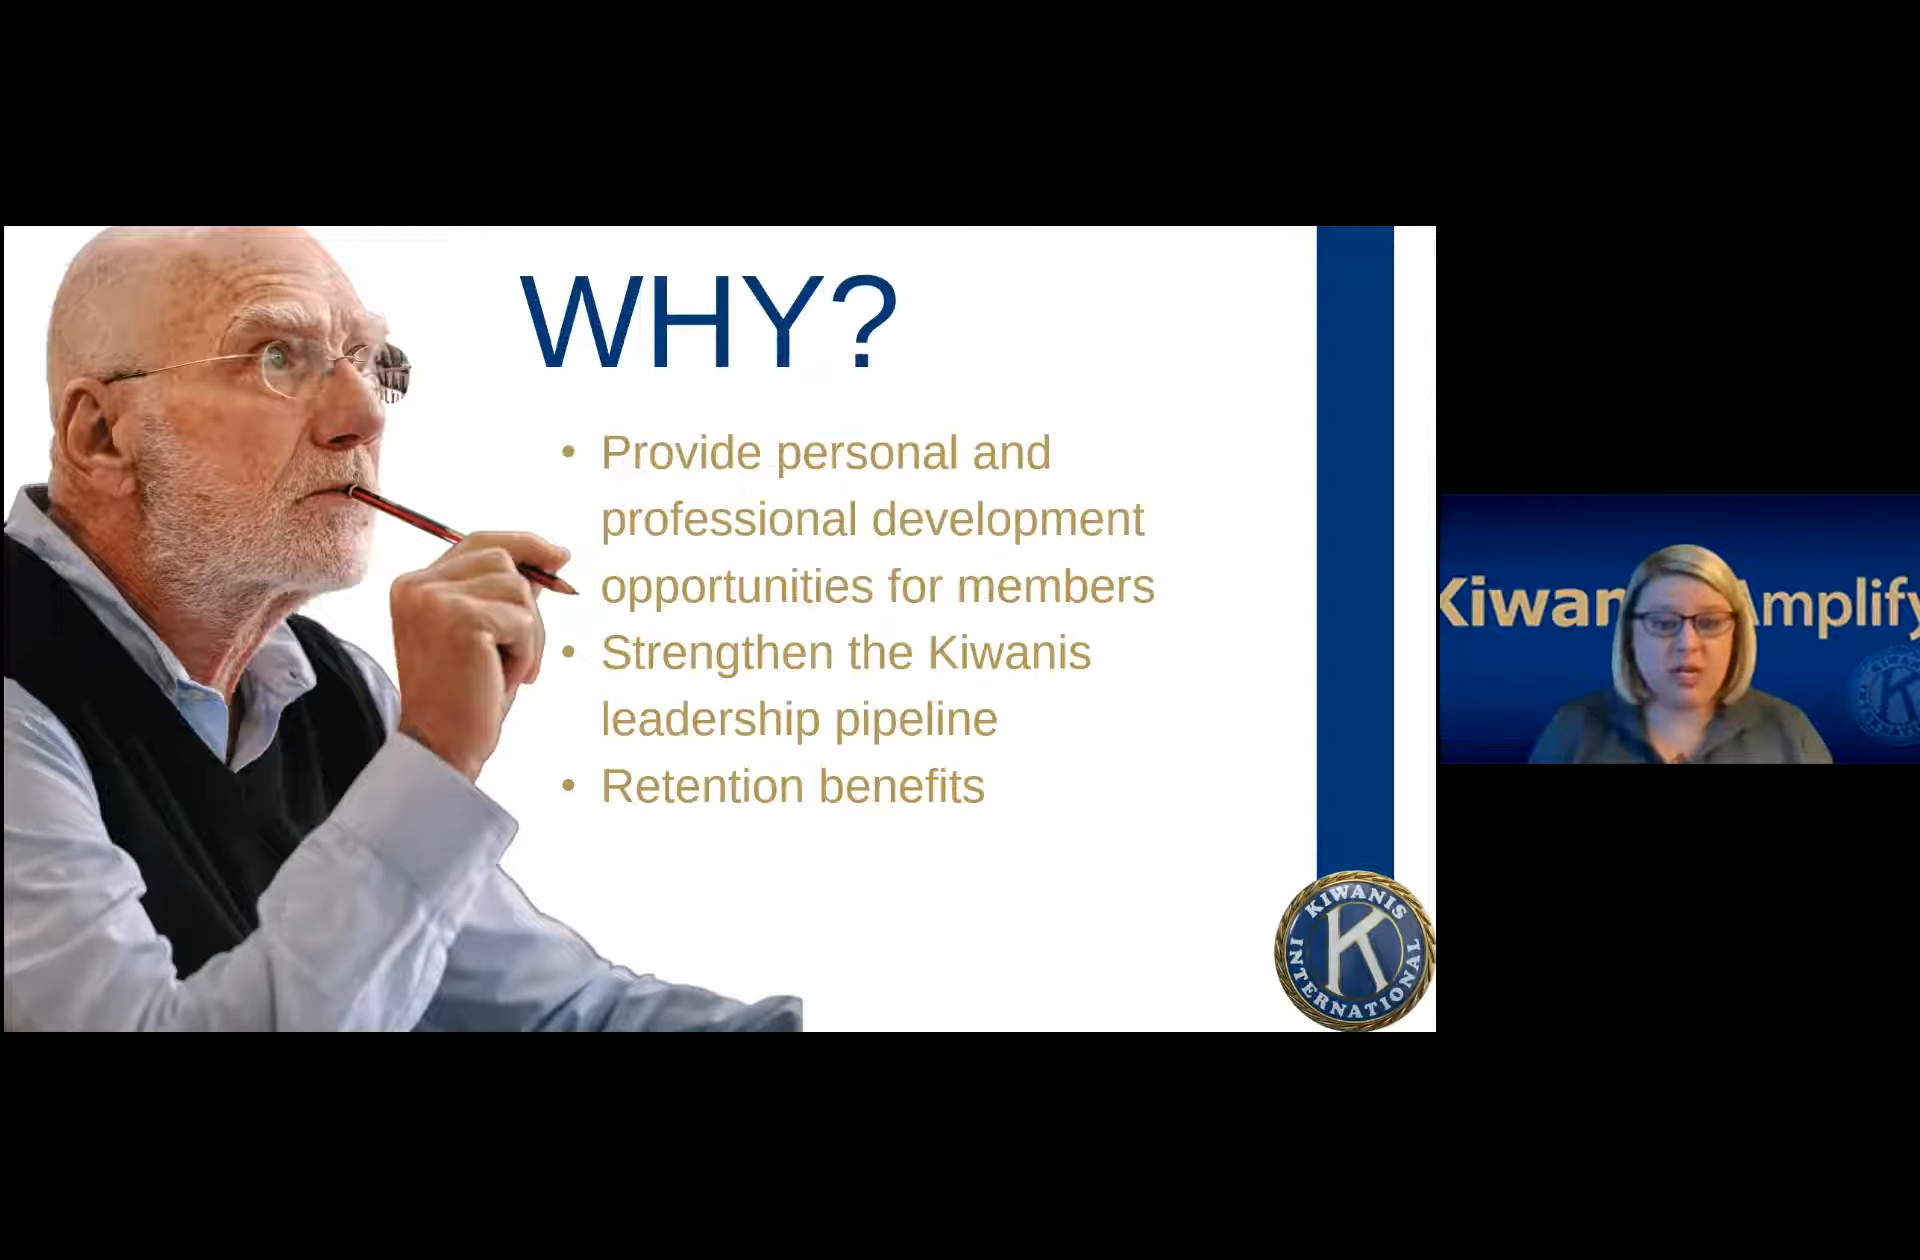 WHY?
• Provide personal and
professional development
opportunities for members
• Strengthen the Kiwanis
leadership pipeline
• Retention benefits
KIWANIS
K
INTERNATIONAL
Kiwan Amplify
K